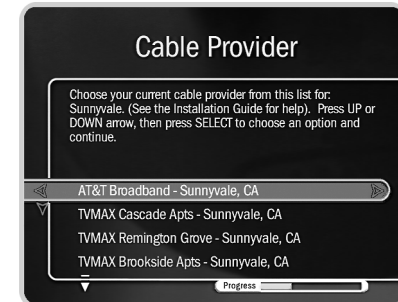 Cable Provider
Choose your current cable provider from this list for:
Sunnyvale. (See the Installation Guide for help). Press UP or
DOWN arrow, then press SELECT to choose an option and
continue.
AT&T Broadband - Sunnyvale, CA
TVMAX Cascade Apts - Sunnyvale, CA
TVMAX Remington Grove - Sunnyvale, CA
TVMAX Brookside Apts - Sunnyvale, CA
Progress